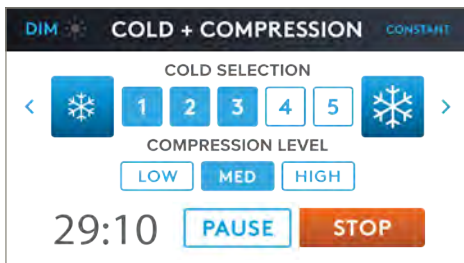 DIM COLD + COMPRESSION CONSTANT
COLD SELECTION
< 1 2 3 4 5 >
COMPRESSION LEVEL
LOW MED HIGH
29:10 PAUSE STOP